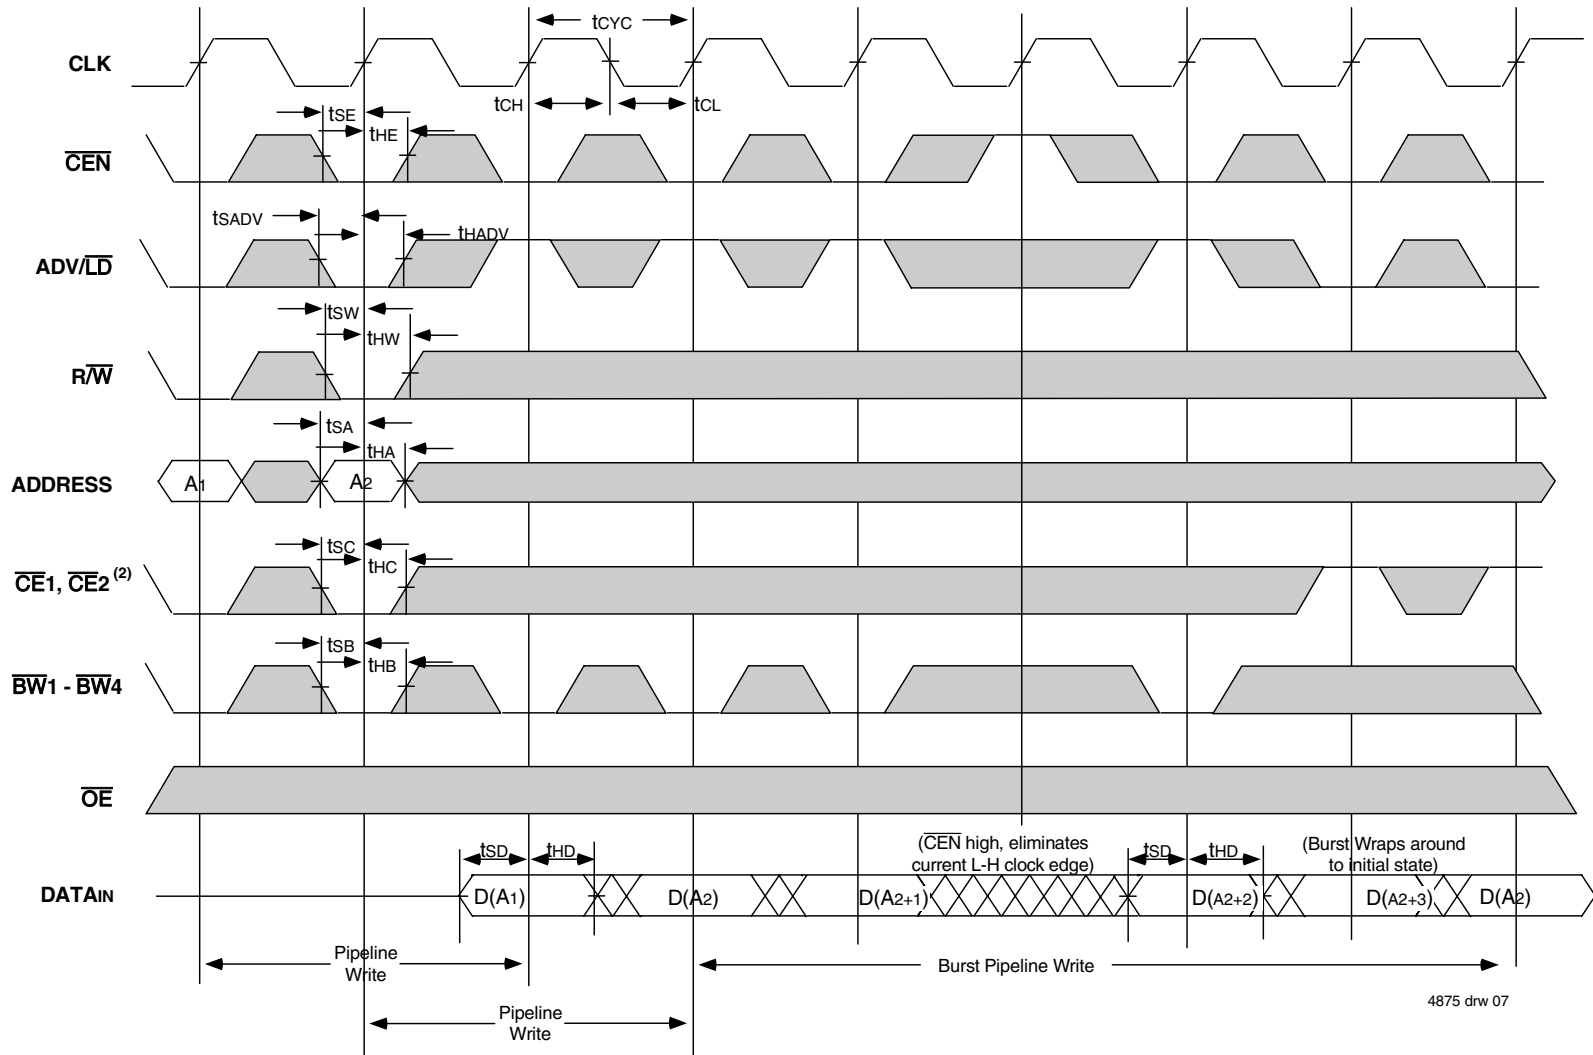 tCYC
CLK
tCH
tCL
tSE
tHE
CEN
tSADV
tHADV
ADV/LD
tSW
tHW
R/W
tSA
tHA
ADDRESS
A1
A2
tSC
tHC
CE1, CE2 (2)
tSB
tHB
BW1 - BW4
OE
(CEN high, eliminates
current L-H clock edge)
(Burst Wraps around
to initial state)
tSD
tHD
tSD
tHD
DATAIN
D(A1)
D(A2)
D(A2+1)
D(A2+2)
D(A2+3)
D(A2)
Pipeline
Write
Burst Pipeline Write
Pipeline
Write
4875 drw 07